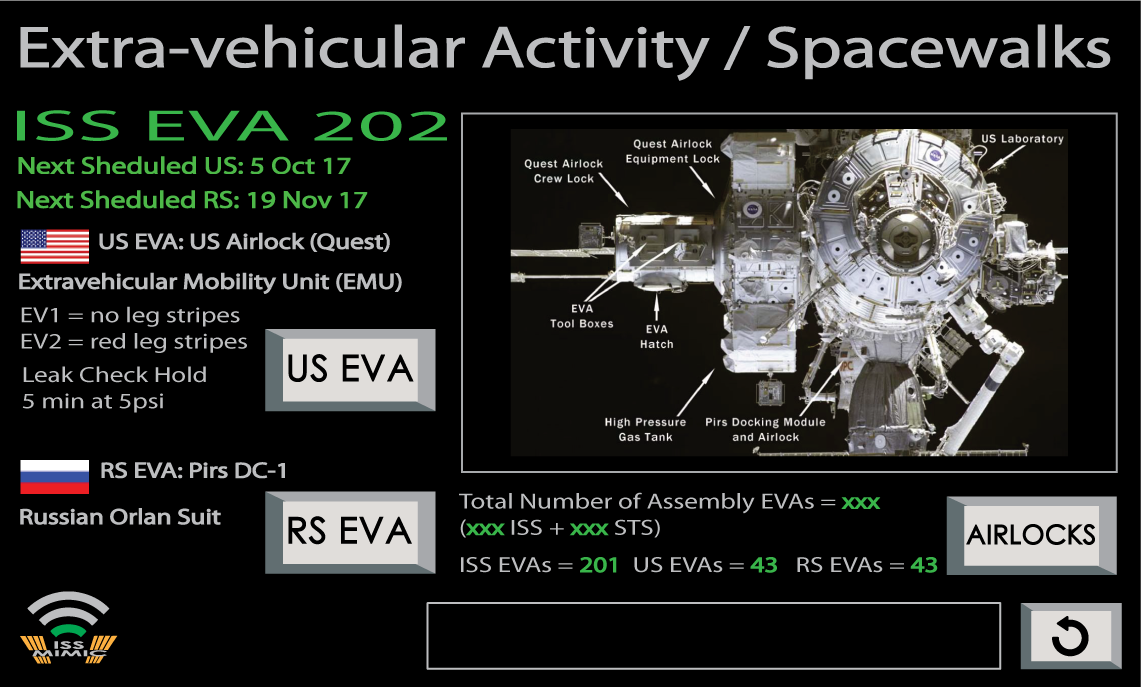 Extra-vehicular Activity / Spacewalks
ISS EVA 202
Next Sheduled US: 5 Oct 17
Next Sheduled RS: 19 Nov 17
US EVA: US Airlock (Quest)
Extravehicular Mobility Unit (EMU)
EV1 = no leg stripes
EV2 = red leg stripes
Leak Check Hold
5 min at 5psi
US EVA
RS EVA: Pirs DC-1
Russian Orlan Suit
RS EVA
Quest Airlock
Crew Lock
Quest Airlock
Equipment Lock
US Laboratory
EVA
Tool Boxes
EVA
Hatch
High Pressure
Gas Tank
Pirs Docking Module
and Airlock
Total Number of Assembly EVAs = xxx
(xxx ISS + xxx STS)
ISS EVAs = 201 US EVAs = 43 RS EVAs = 43
AIRLOCKS
ISS
MIMIC